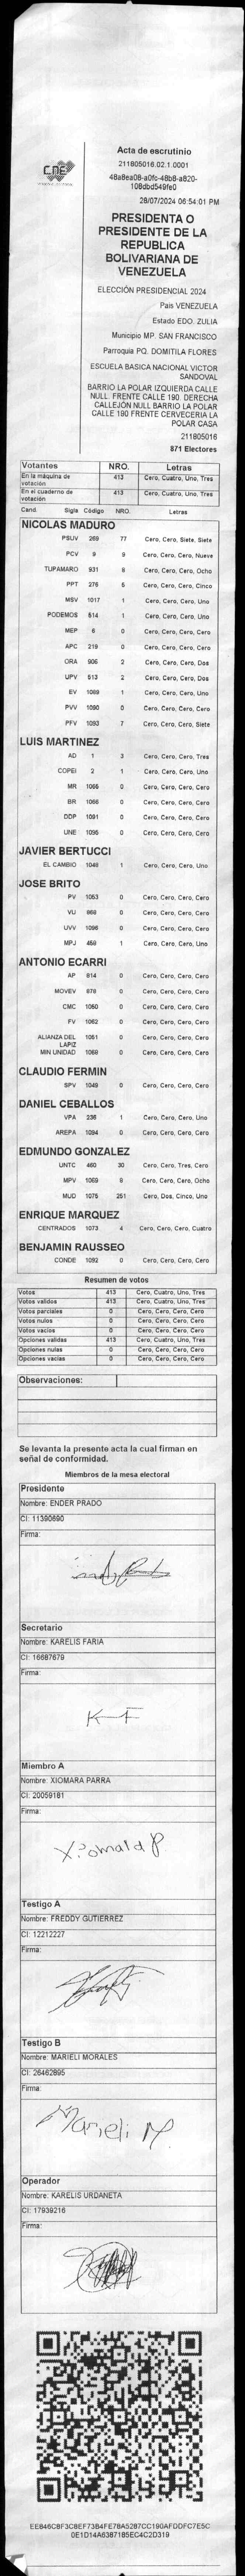 CNE
Acta de escrutinio
211805016.02.1.0001
48a8ea08-a0fc-48b8-a820-
108dbd549fe0
28/07/2024 06:54:01 PM
PRESIDENTA O
PRESIDENTE DE LA
REPUBLICA
BOLIVARIANA DE
VENEZUELA
ELECCIÓN PRESIDENCIAL 2024
Pais VENEZUELA
Estado EDO. ZULIA
Municipio MP. SAN FRANCISCO
Parroquia PQ. DOMITILA FLORES
ESCUELA BASICA NACIONAL VICTOR
SANDOVAL
BARRIO LA POLAR IZQUIERDA CALLE
NULL. FRENTE CALLE 190. DERECHA
CALLEJÓN NULL BARRIO LA POLAR
CALLE 190 FRENTE CERVECERIA LA
POLAR CASA
211805016
871 Electores
Votantes NRO. Letras
En la máquina de votación 413 Cero, Cuatro, Uno, Tres
En el cuaderno de votación 413 Cero, Cuatro, Uno, Tres
Cand. Sigla Código NRO. Letras
NICOLAS MADURO
PSUV 269 77 Cero, Cero, Siete, Siete
PCV 9 9 Cero, Cero, Cero, Nueve
TUPAMARO 931 8 Cero, Cero, Cero, Ocho
PPT 276 5 Cero, Cero, Cero, Cinco
MSV 1017 1 Cero, Cero, Cero, Uno
PODEMOS 514 1 Cero, Cero, Cero, Uno
MEP 6 0 Cero, Cero, Cero, Cero
APC 219 0 Cero, Cero, Cero, Cero
ORA 906 2 Cero, Cero, Cero, Dos
UPV 513 2 Cero, Cero, Cero, Dos
EV 1089 1 Cero, Cero, Cero, Uno
PVV 1090 0 Cero, Cero, Cero, Cero
PFV 1093 7 Cero, Cero, Cero, Siete
LUIS MARTINEZ
AD 1 3 Cero, Cero, Cero, Tres
COPEI 2 1 Cero, Cero, Cero, Uno
MR 1065 0 Cero, Cero, Cero, Cero
BR 1066 0 Cero, Cero, Cero, Cero
DDP 1091 0 Cero, Cero, Cero, Cero
UNE 1095 0 Cero, Cero, Cero, Cero
JAVIER BERTUCCI
EL CAMBIO 1048 1 Cero, Cero, Cero, Uno
JOSE BRITO
PV 1053 0 Cero, Cero, Cero, Cero
VU 968 0 Cero, Cero, Cero, Cero
UVV 1096 0 Cero, Cero, Cero, Cero
MPJ 459 1 Cero, Cero, Cero, Uno
ANTONIO ECARRI
AP 814 0 Cero, Cero, Cero, Cero
MOVEV 878 0 Cero, Cero, Cero, Cero
CMC 1050 0 Cero, Cero, Cero, Cero
FV 1062 0 Cero, Cero, Cero, Cero
ALIANZA DEL LAPIZ 1051 0 Cero, Cero, Cero, Cero
MIN UNIDAD 1068 0 Cero, Cero, Cero, Cero
CLAUDIO FERMIN
SPV 1049 0 Cero, Cero, Cero, Cero
DANIEL CEBALLOS
VPA 236 1 Cero, Cero, Cero, Uno
AREPA 1094 0 Cero, Cero, Cero, Cero
EDMUNDO GONZALEZ
UNTC 460 30 Cero, Cero, Tres, Cero
MPV 1069 8 Cero, Cero, Cero, Ocho
MUD 1075 251 Cero, Dos, Cinco, Uno
ENRIQUE MARQUEZ
CENTRADOS 1073 4 Cero, Cero, Cero, Cuatro
BENJAMIN RAUSSEO
CONDE 1092 0 Cero, Cero, Cero, Cero
Resumen de votos
Votos 413 Cero, Cuatro, Uno, Tres
Votos validos 413 Cero, Cuatro, Uno, Tres
Votos parciales 0 Cero, Cero, Cero, Cero
Votos nulos 0 Cero, Cero, Cero, Cero
Votos vacios 0 Cero, Cero, Cero, Cero
Opciones validas 413 Cero, Cuatro, Uno, Tres
Opciones nulas 0 Cero, Cero, Cero, Cero
Opciones vacias 0 Cero, Cero, Cero, Cero
Observaciones:
Se levanta la presente acta la cual firman en
señal de conformidad.
Miembros de la mesa electoral
Presidente
Nombre: ENDER PRADO
CI: 11390690
Firma:
Secretario
Nombre: KARELIS FARIA
CI: 16687679
Firma:
K-F
Miembro A
Nombre: XIOMARA PARRA
CI: 20059181
Firma:
Testigo A
Nombre: FREDDY GUTIERREZ
CI: 12212227
Firma:
Testigo B
Nombre: MARIELI MORALES
CI: 26462895
Firma:
Marieli M.
Operador
Nombre: KARELIS URDANETA
CI: 17939216
Firma:
EE846C8F3C8EF73B4FE78A5287CC190AFDDFC7E5C
0E1D14A6387185EC4C2D319